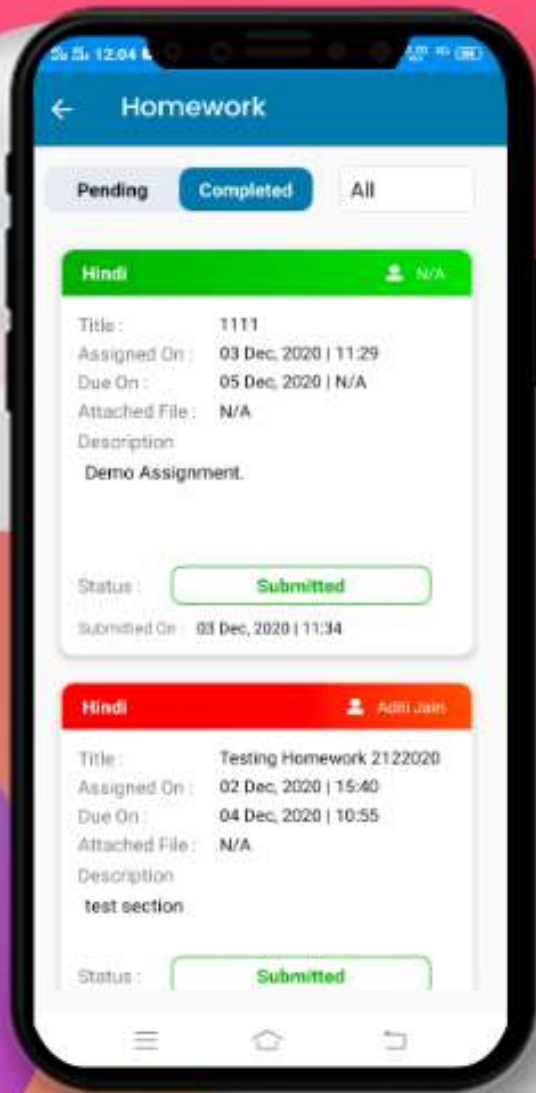 12.04
Homework
Pending Completed All
Hindi N/A
Title : 1111
Assigned On : 03 Dec, 2020 | 11:29
Due On : 05 Dec, 2020 | N/A
Attached File : N/A
Description
Demo Assignment.
Status : Submitted
Submitted On : 03 Dec, 2020 | 11:34
Hindi Aditi Jain
Title : Testing Homework 2122020
Assigned On : 02 Dec, 2020 | 15:40
Due On : 04 Dec, 2020 | 10:55
Attached File : N/A
Description
test section
Status : Submitted